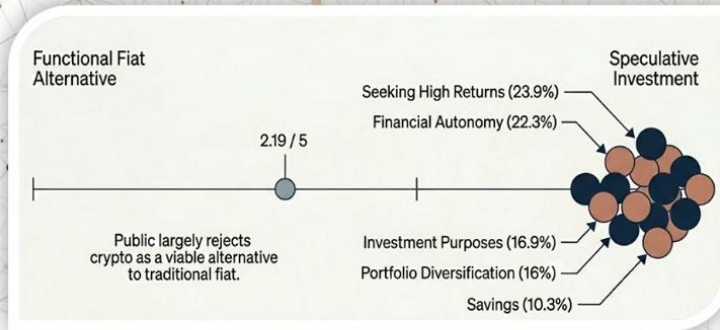 Functional Fiat
Alternative
Speculative
Investment
Seeking High Returns (23.9%)
Financial Autonomy (22.3%)
2.19 / 5
Public largely rejects
crypto as a viable alternative
to traditional fiat.
Investment Purposes (16.9%)
Portfolio Diversification (16%)
Savings (10.3%)